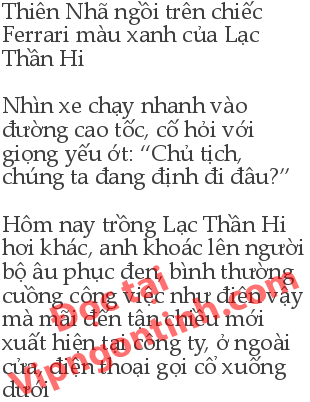 Thiên Nhã ngồi trên chiếc
Ferrari màu xanh của Lạc
Thần Hi
Nhìn xe chạy nhanh vào
đường cao tốc, cố hỏi với
giọng yếu ớt: “Chủ tịch,
chúng ta đang định đi đâu?”
Hôm nay trồng Lạc Thần Hi
hơi khác, anh khoác lên người
bộ âu phục đen, bình thường
cuồng công việc như điên vậy
mà mãi đến tận chiều mới
xuất hiện tại công ty, ở ngoài
cửa, điện thoại gọi cổ xuống
dưới
Đọc tại
Vipngontinh.com